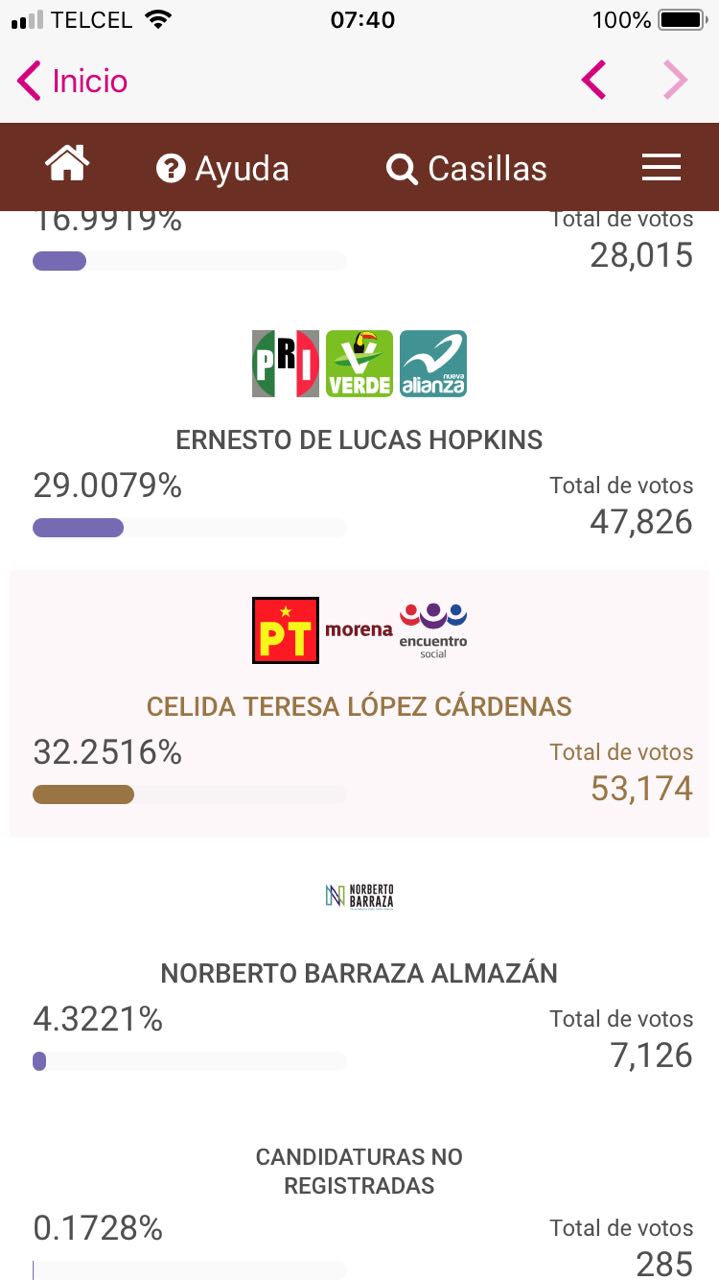 TELCEL 07:40 100%
Inicio
Ayuda Casillas
16.9919% Total de votos
28,015
PRI VERDE nueva alianza
ERNESTO DE LUCAS HOPKINS
29.0079% Total de votos
47,826
PT morena encuentro social
CELIDA TERESA LÓPEZ CÁRDENAS
32.2516% Total de votos
53,174
NORBERTO
BARRAZA
NORBERTO BARRAZA ALMAZÁN
4.3221% Total de votos
7,126
CANDIDATURAS NO
REGISTRADAS
0.1728% Total de votos
285